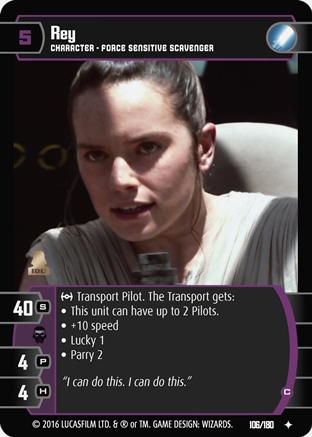 5 Rey
CHARACTER - FORCE SENSITIVE SCAVENGER
IDC
40 S
4 P
4 H
Transport Pilot. The Transport gets:
• This unit can have up to 2 Pilots.
• +10 speed
• Lucky 1
• Parry 2
"I can do this. I can do this."
C
© 2016 LUCASFILM LTD. & ® or TM. GAME DESIGN: WIZARDS. 106/180